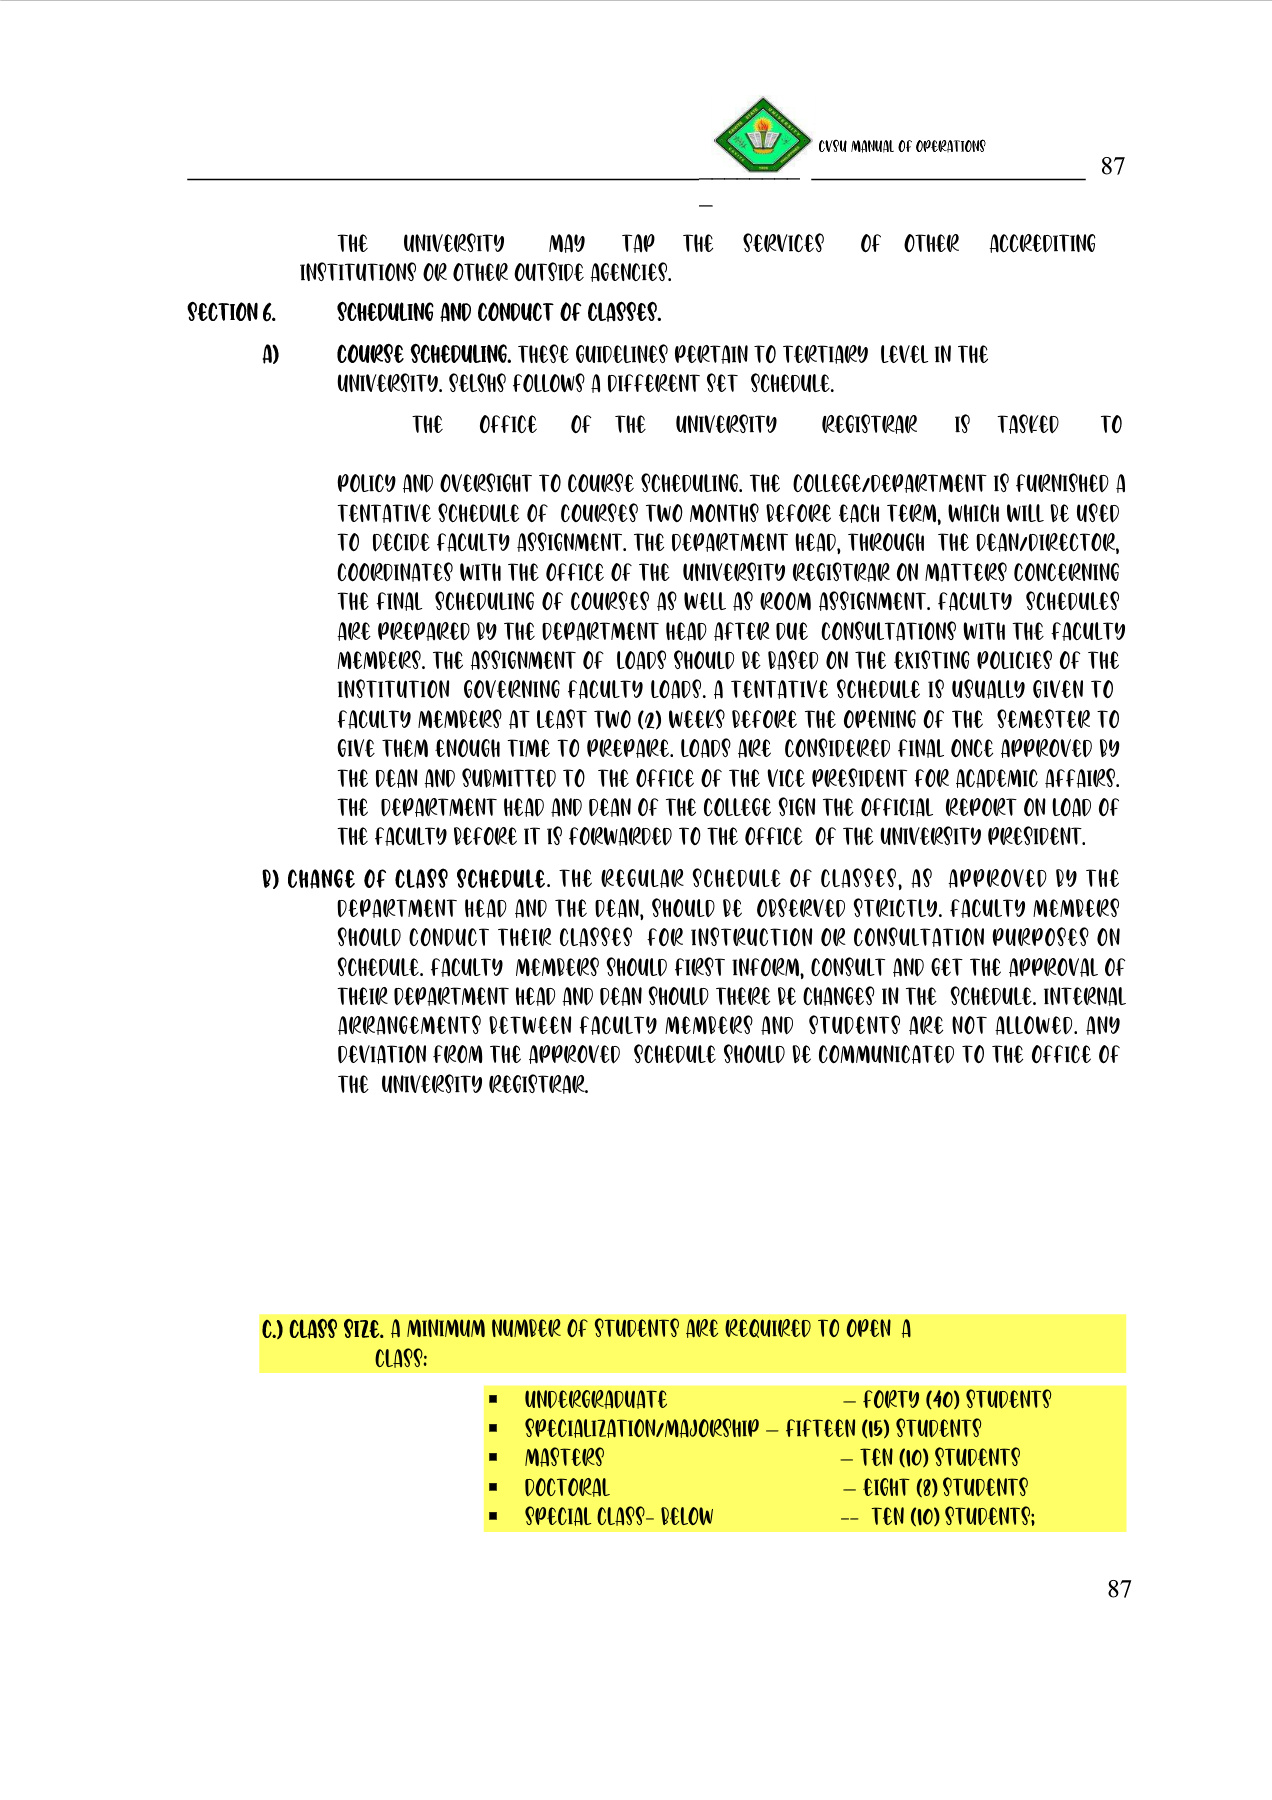 CVSU MANUAL OF OPERATIONS
87
THE UNIVERSITY MAY TAP THE SERVICES OF OTHER ACCREDITING
INSTITUTIONS OR OTHER OUTSIDE AGENCIES.
SECTION 6. SCHEDULING AND CONDUCT OF CLASSES.
A) COURSE SCHEDULING. THESE GUIDELINES PERTAIN TO TERTIARY LEVEL IN THE
UNIVERSITY. SELSHS FOLLOWS A DIFFERENT SET SCHEDULE.
THE OFFICE OF THE UNIVERSITY REGISTRAR IS TASKED TO
POLICY AND OVERSIGHT TO COURSE SCHEDULING. THE COLLEGE/DEPARTMENT IS FURNISHED A
TENTATIVE SCHEDULE OF COURSES TWO MONTHS BEFORE EACH TERM, WHICH WILL BE USED
TO DECIDE FACULTY ASSIGNMENT. THE DEPARTMENT HEAD, THROUGH THE DEAN/DIRECTOR,
COORDINATES WITH THE OFFICE OF THE UNIVERSITY REGISTRAR ON MATTERS CONCERNING
THE FINAL SCHEDULING OF COURSES AS WELL AS ROOM ASSIGNMENT. FACULTY SCHEDULES
ARE PREPARED BY THE DEPARTMENT HEAD AFTER DUE CONSULTATIONS WITH THE FACULTY
MEMBERS. THE ASSIGNMENT OF LOADS SHOULD BE BASED ON THE EXISTING POLICIES OF THE
INSTITUTION GOVERNING FACULTY LOADS. A TENTATIVE SCHEDULE IS USUALLY GIVEN TO
FACULTY MEMBERS AT LEAST TWO (2) WEEKS BEFORE THE OPENING OF THE SEMESTER TO
GIVE THEM ENOUGH TIME TO PREPARE. LOADS ARE CONSIDERED FINAL ONCE APPROVED BY
THE DEAN AND SUBMITTED TO THE OFFICE OF THE VICE PRESIDENT FOR ACADEMIC AFFAIRS.
THE DEPARTMENT HEAD AND DEAN OF THE COLLEGE SIGN THE OFFICIAL REPORT ON LOAD OF
THE FACULTY BEFORE IT IS FORWARDED TO THE OFFICE OF THE UNIVERSITY PRESIDENT.
B) CHANGE OF CLASS SCHEDULE. THE REGULAR SCHEDULE OF CLASSES, AS APPROVED BY THE
DEPARTMENT HEAD AND THE DEAN, SHOULD BE OBSERVED STRICTLY. FACULTY MEMBERS
SHOULD CONDUCT THEIR CLASSES FOR INSTRUCTION OR CONSULTATION PURPOSES ON
SCHEDULE. FACULTY MEMBERS SHOULD FIRST INFORM, CONSULT AND GET THE APPROVAL OF
THEIR DEPARTMENT HEAD AND DEAN SHOULD THERE BE CHANGES IN THE SCHEDULE. INTERNAL
ARRANGEMENTS BETWEEN FACULTY MEMBERS AND STUDENTS ARE NOT ALLOWED. ANY
DEVIATION FROM THE APPROVED SCHEDULE SHOULD BE COMMUNICATED TO THE OFFICE OF
THE UNIVERSITY REGISTRAR.
C.) CLASS SIZE. A MINIMUM NUMBER OF STUDENTS ARE REQUIRED TO OPEN A
CLASS:
▪ UNDERGRADUATE – FORTY (40) STUDENTS
▪ SPECIALIZATION/MAJORSHIP – FIFTEEN (15) STUDENTS
▪ MASTERS – TEN (10) STUDENTS
▪ DOCTORAL – EIGHT (8) STUDENTS
▪ SPECIAL CLASS- BELOW -- TEN (10) STUDENTS;
87